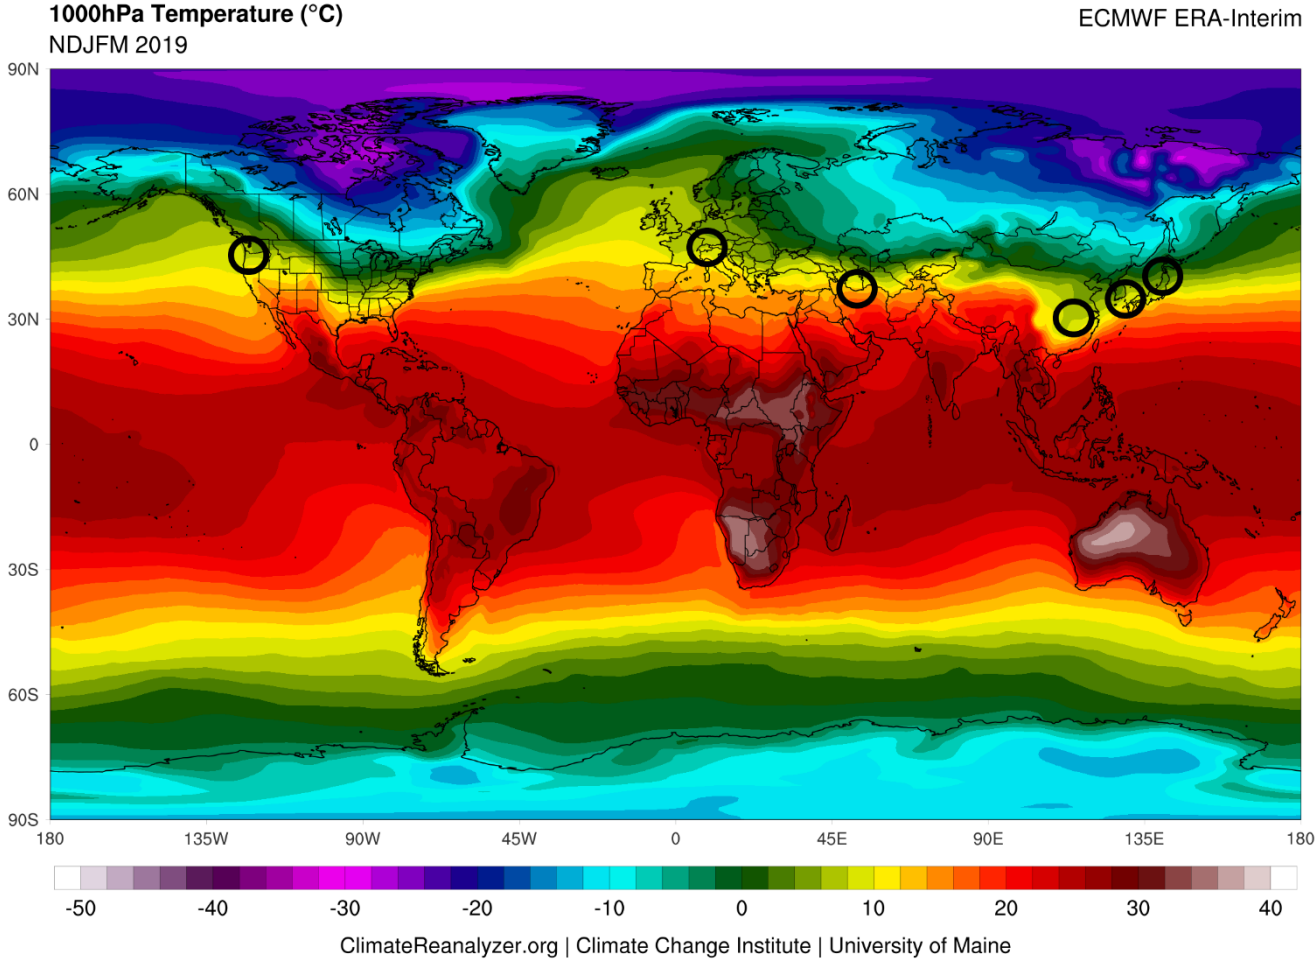 1000hPa Temperature (°C)
ECMWF ERA-Interim
NDJFM 2019
90N
60N
30N
0
30S
60S
90S
180 135W 90W 45W 0 45E 90E 135E 180
-50 -40 -30 -20 -10 0 10 20 30 40
ClimateReanalyzer.org | Climate Change Institute | University of Maine